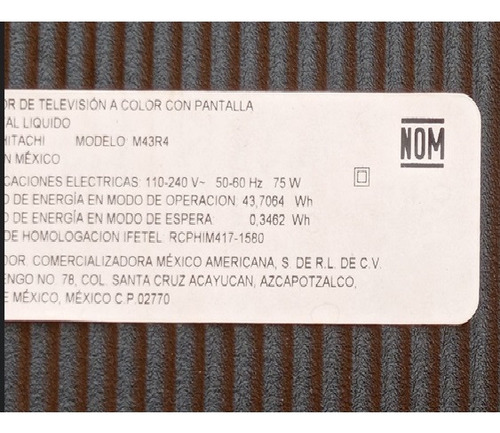 OR DE TELEVISIÓN A COLOR CON PANTALLA
AL LIQUIDO
HITACHI MODELO: M43R4
N MÉXICO
CACIONES ELECTRICAS: 110-240 V~ 50-60 Hz 75 W
O DE ENERGÍA EN MODO DE OPERACION: 43,7064 Wh
O DE ENERGÍA EN MODO DE ESPERA: 0,3462 Wh
DE HOMOLOGACION IFETEL: RCPHIM417-1580
DOR: COMERCIALIZADORA MÉXICO AMERICANA, S. DE R.L. DE C.V.
ENGO NO. 78, COL. SANTA CRUZ ACAYUCAN, AZCAPOTZALCO,
E MÉXICO, MÉXICO C.P.02770
NOM